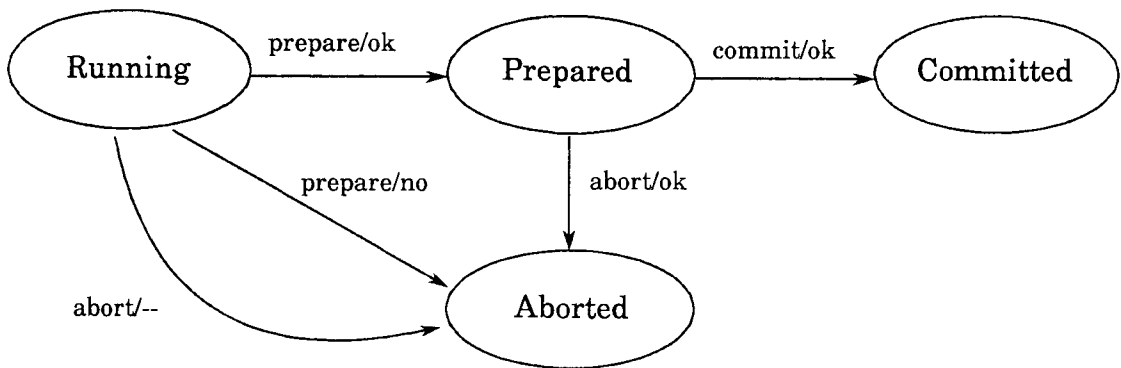 Running
prepare/ok
Prepared
commit/ok
Committed
prepare/no
abort/ok
abort/--
Aborted